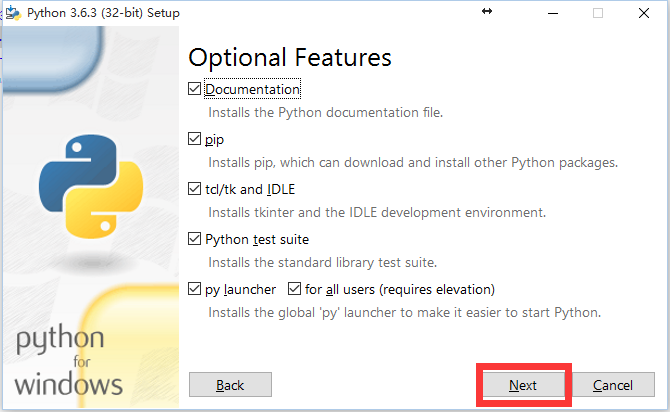 Python 3.6.3 (32-bit) Setup
Optional Features
Documentation
Installs the Python documentation file.
pip
Installs pip, which can download and install other Python packages.
tcl/tk and IDLE
Installs tkinter and the IDLE development environment.
Python test suite
Installs the standard library test suite.
py launcher for all users (requires elevation)
Installs the global 'py' launcher to make it easier to start Python.
python
for
windows
Back Next Cancel